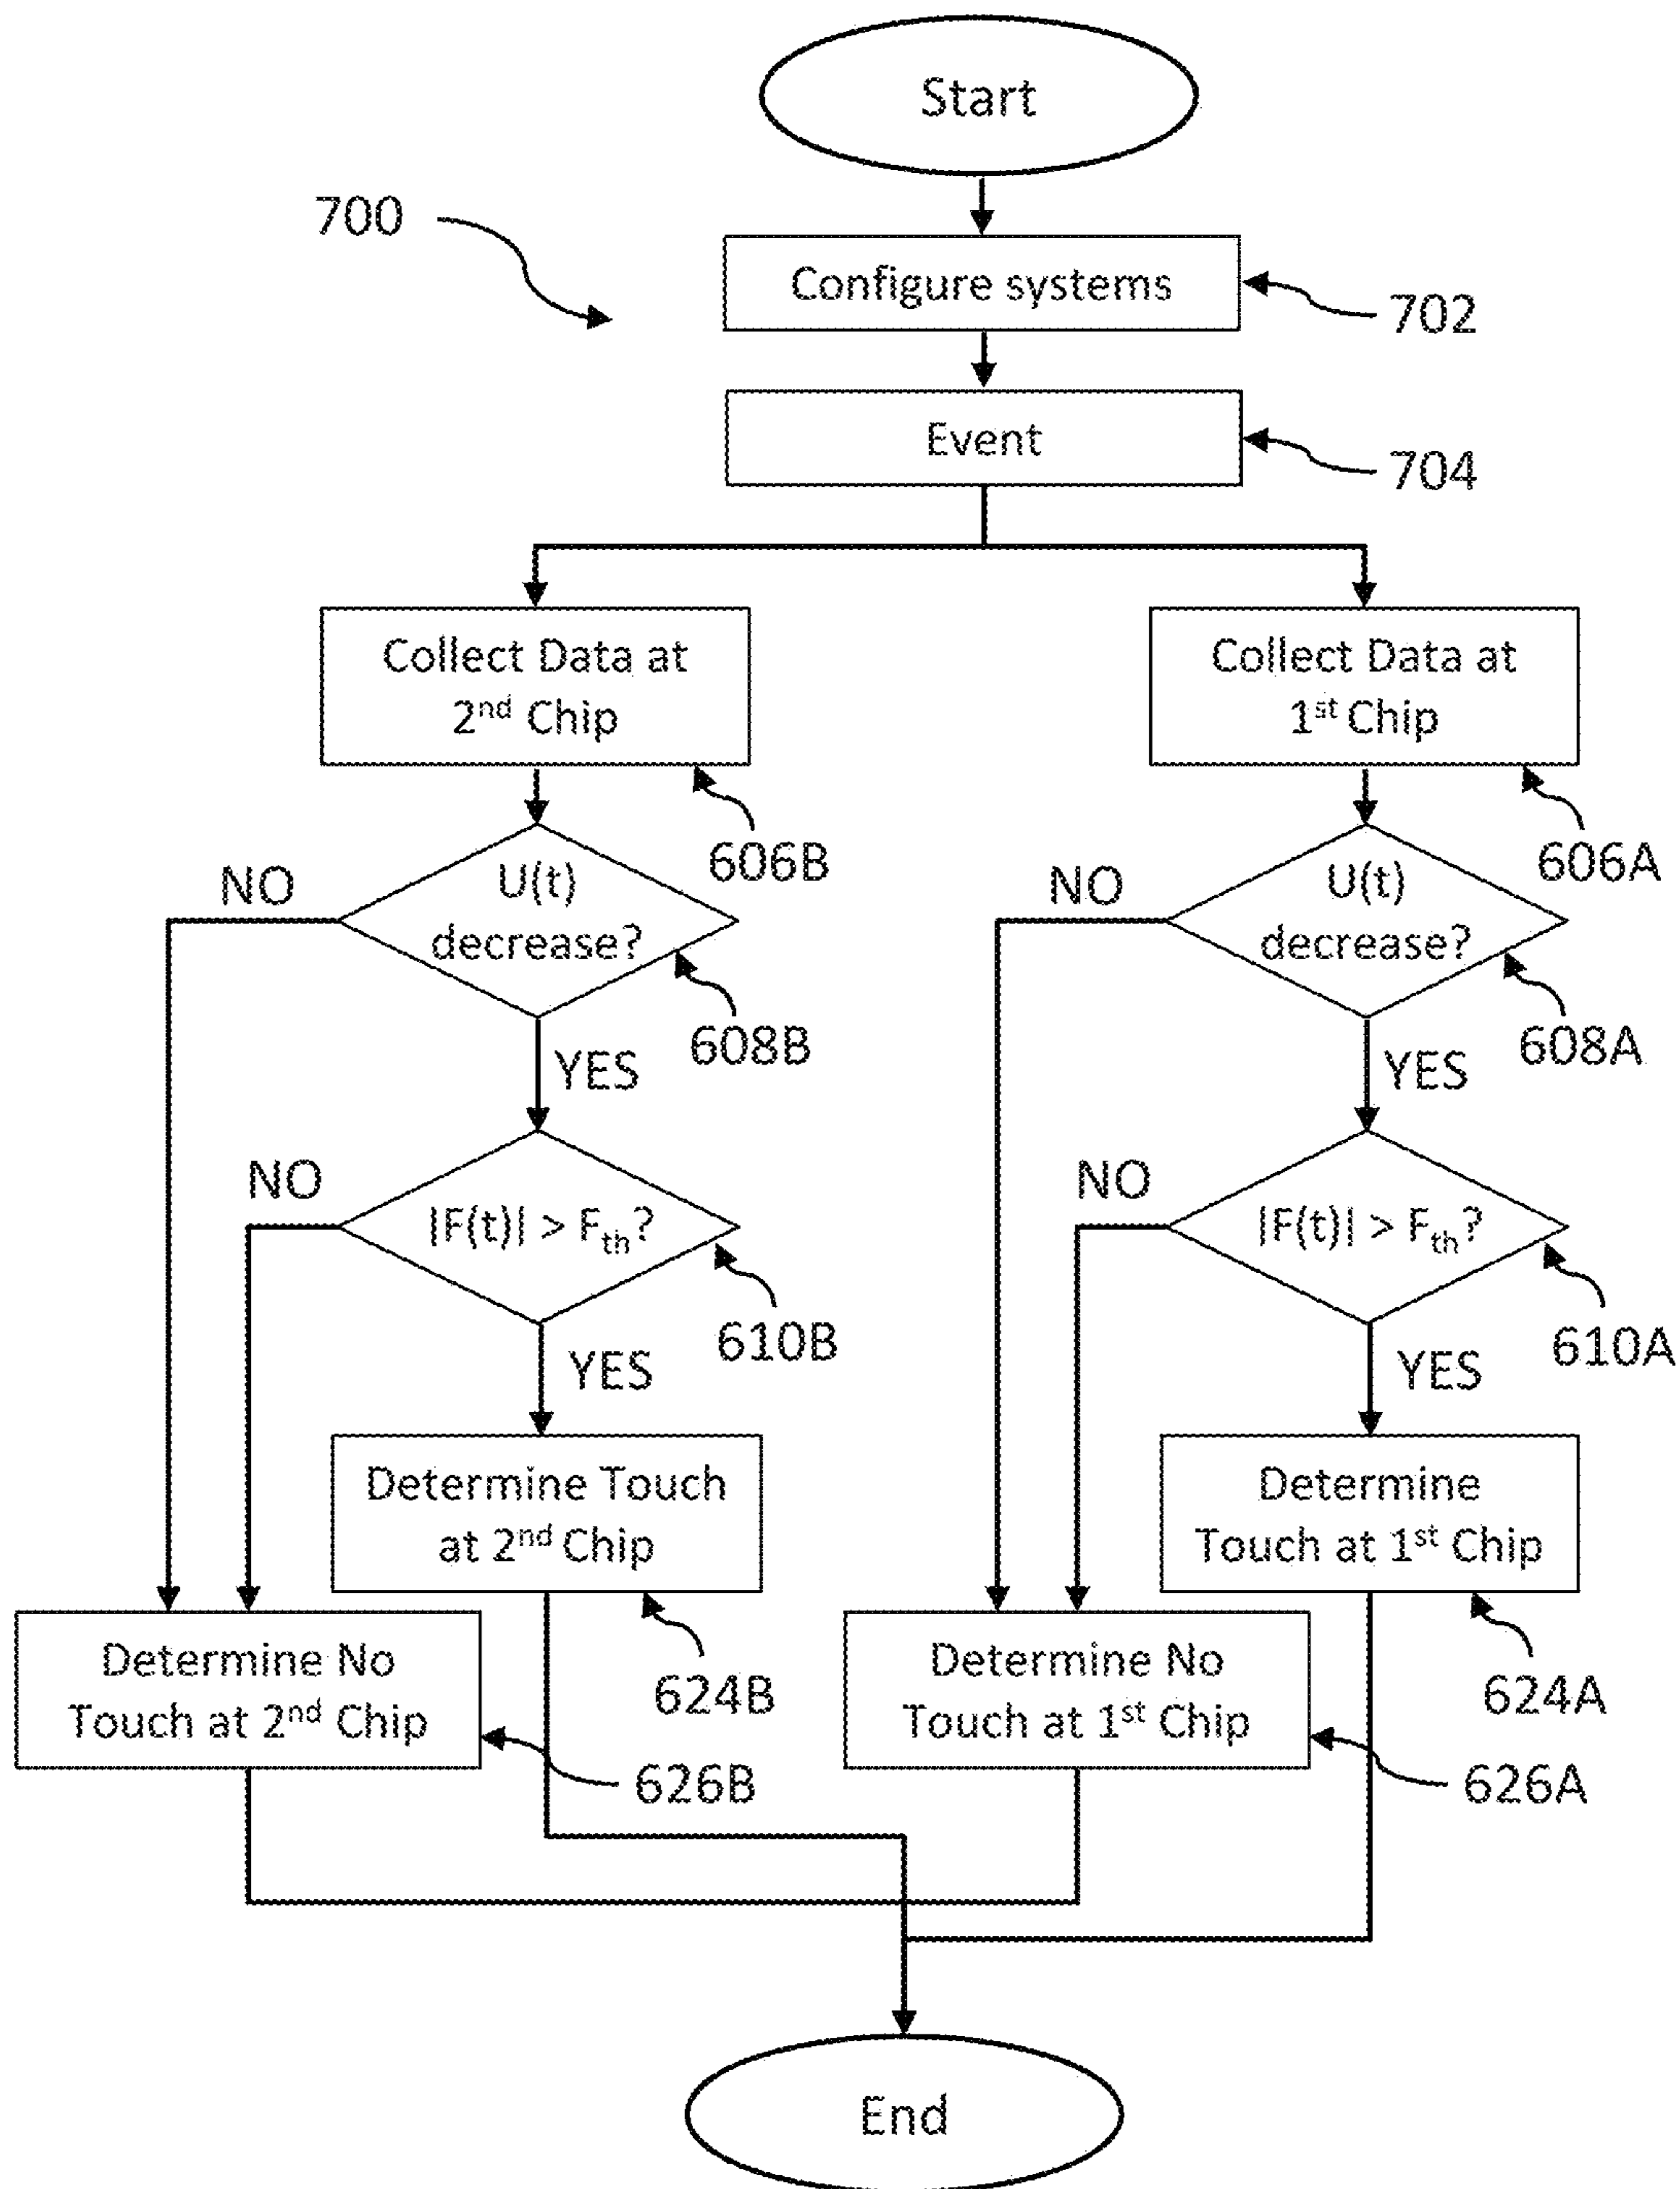 Start
700
Configure systems
702
Event
704
Collect Data at
2nd Chip
606B
Collect Data at
1st Chip
606A
NO
U(t)
decrease?
608B
YES
NO
U(t)
decrease?
608A
YES
NO
|F(t)| > Fth?
610B
YES
NO
|F(t)| > Fth?
610A
YES
Determine Touch
at 2nd Chip
624B
Determine
Touch at 1st Chip
624A
Determine No
Touch at 2nd Chip
626B
Determine No
Touch at 1st Chip
626A
End